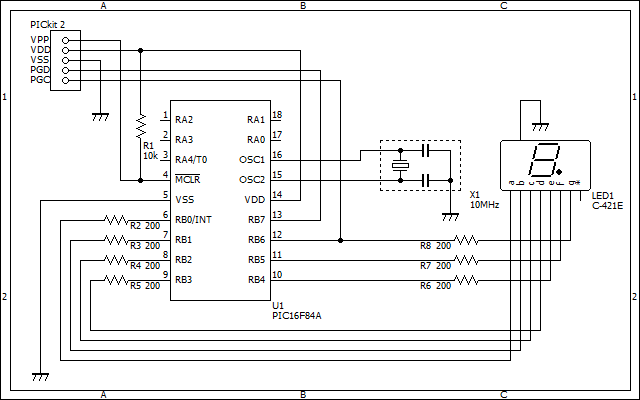 A B C
PICkit 2
VPP
VDD
VSS
PGD
PGC
1 1
R1
10k
1 RA2 RA1 18
2 RA3 RA0 17
3 RA4/T0 OSC1 16
4 MCLR OSC2 15
5 VSS VDD 14
6 RB0/INT RB7 13
7 RB1 RB6 12
8 RB2 RB5 11
9 RB3 RB4 10
R2 200
R3 200
R4 200
R5 200
U1
PIC16F84A
X1
10MHz
R8 200
R7 200
R6 200
a b c d e f g *
LED1
C-421E
2 2
A B C